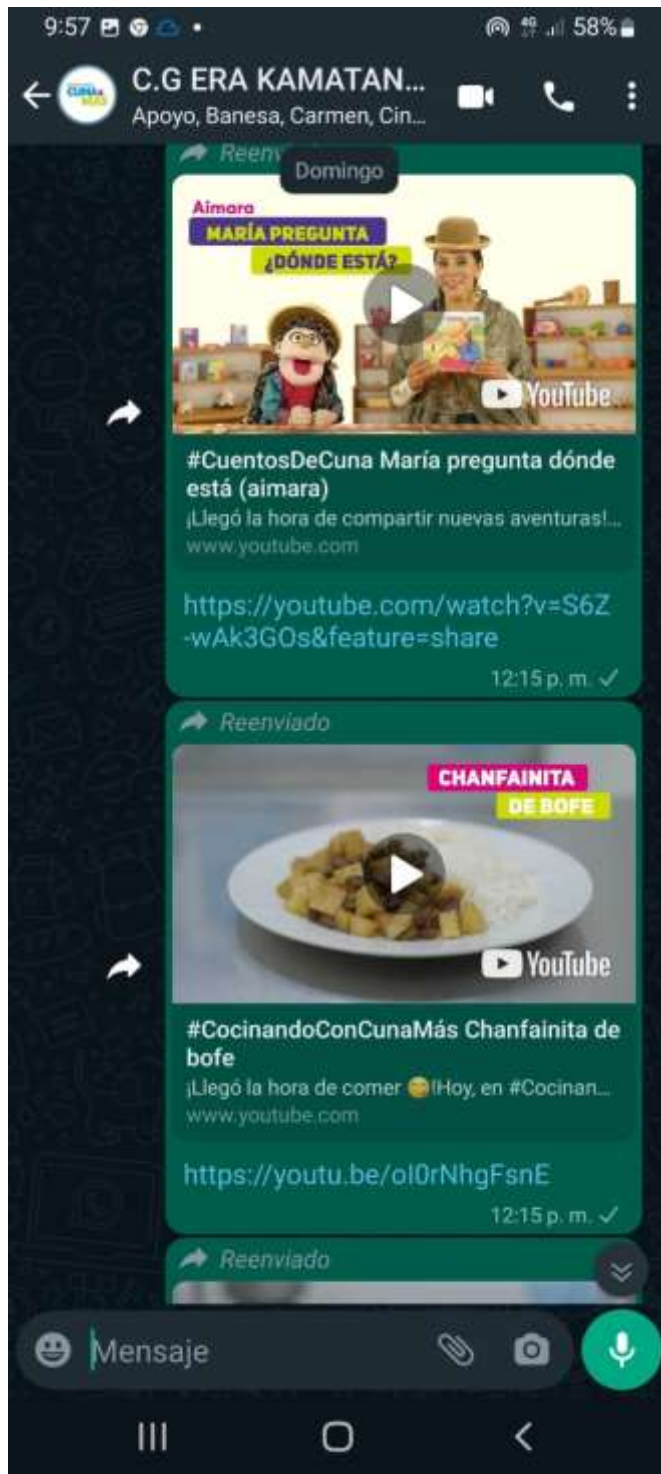 9:57
4G
58%
CUNA
MÁS
C.G ERA KAMATAN...
Apoyo, Banesa, Carmen, Cin...
Domingo
Aimara
MARÍA PREGUNTA
¿DÓNDE ESTÁ?
YouTube
#CuentosDeCuna María pregunta dónde
está (aimara)
¡Llegó la hora de compartir nuevas aventuras!...
www.youtube.com
https://youtube.com/watch?v=S6Z
-wAk3GOs&feature=share
12:15 p. m.
Reenviado
CHANFAINITA
DE BOFE
YouTube
#CocinandoConCunaMás Chanfainita de
bofe
¡Llegó la hora de comer 😋!Hoy, en #Cocinan...
www.youtube.com
https://youtu.be/oI0rNhgFsnE
12:15 p. m.
Reenviado
Mensaje